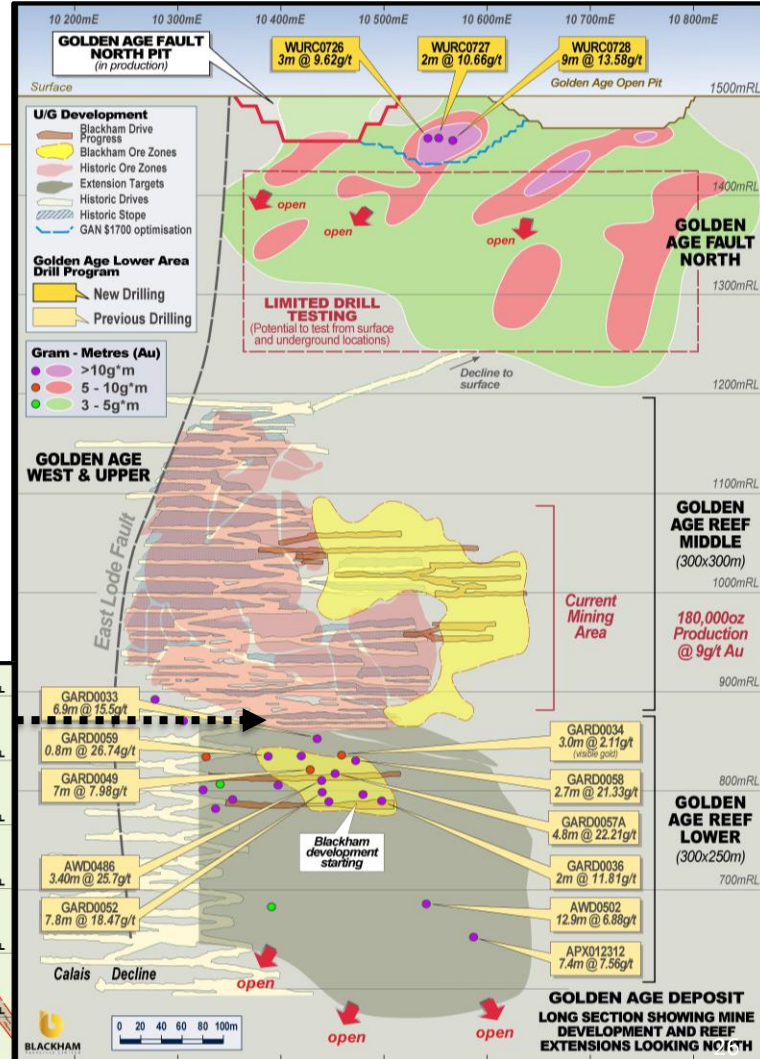 10 200mE
10 300mE
10 400mE
10 500mE
10 600mE
10 700mE
10 800mE
GOLDEN AGE FAULT
NORTH PIT
(in production)
WURC0726
3m @ 9.62g/t
WURC0727
2m @ 10.66g/t
WURC0728
9m @ 13.58g/t
Surface
Golden Age Open Pit
1500mRL
U/G Development
Blackham Drive
Progress
Blackham Ore Zones
Historic Ore Zones
Extension Targets
Historic Drives
Historic Stope
GAN $1700 optimisation
Golden Age Lower Area
Drill Program
New Drilling
Previous Drilling
Gram - Metres (Au)
>10g*m
5 - 10g*m
3 - 5g*m
1400mRL
open
open
open
GOLDEN
AGE FAULT
NORTH
LIMITED DRILL
TESTING
(Potential to test from surface
and underground locations)
1300mRL
Decline to
surface
1200mRL
GOLDEN AGE
WEST & UPPER
East Lode Fault
1100mRL
GOLDEN
AGE REEF
MIDDLE
(300x300m)
1000mRL
Current
Mining
Area
180,000oz
Production
@ 9g/t Au
900mRL
GARD0033
6.9m @ 15.5g/t
GARD0059
0.8m @ 26.74g/t
GARD0049
7m @ 7.98g/t
AWD0486
3.40m @ 25.7g/t
GARD0052
7.8m @ 18.47g/t
Blackham
development
starting
GARD0034
3.0m @ 2.11g/t
(visible gold)
GARD0058
2.7m @ 21.33g/t
GARD0057A
4.8m @ 22.21g/t
GARD0036
2m @ 11.81g/t
AWD0502
12.9m @ 6.88g/t
APX012312
7.4m @ 7.56g/t
800mRL
GOLDEN
AGE REEF
LOWER
(300x250m)
700mRL
Calais Decline
open
open
open
GOLDEN AGE DEPOSIT
LONG SECTION SHOWING MINE
DEVELOPMENT AND REEF
EXTENSIONS LOOKING NORTH
26
BLACKHAM
0 20 40 60 80 100m